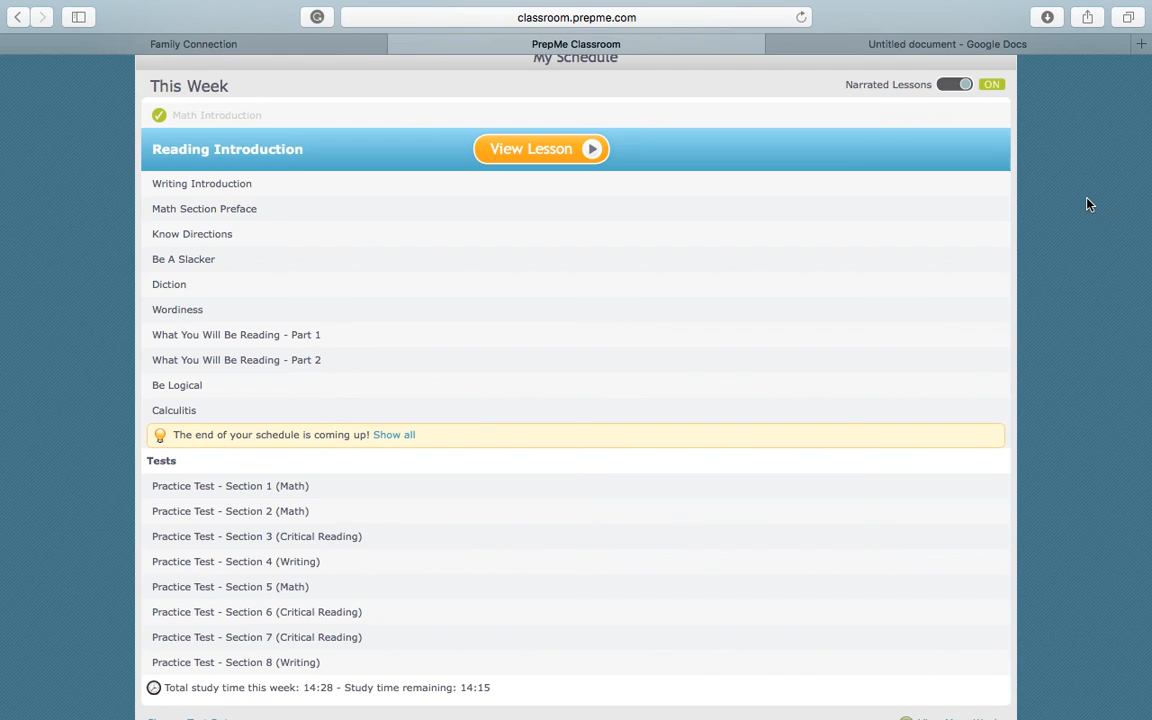 classroom.prepme.com
Family Connection
PrepMe Classroom
Untitled document - Google Docs
My Schedule
This Week
Narrated Lessons ON
Math Introduction
Reading Introduction
View Lesson
Writing Introduction
Math Section Preface
Know Directions
Be A Slacker
Diction
Wordiness
What You Will Be Reading - Part 1
What You Will Be Reading - Part 2
Be Logical
Calculitis
The end of your schedule is coming up! Show all
Tests
Practice Test - Section 1 (Math)
Practice Test - Section 2 (Math)
Practice Test - Section 3 (Critical Reading)
Practice Test - Section 4 (Writing)
Practice Test - Section 5 (Math)
Practice Test - Section 6 (Critical Reading)
Practice Test - Section 7 (Critical Reading)
Practice Test - Section 8 (Writing)
Total study time this week: 14:28 - Study time remaining: 14:15